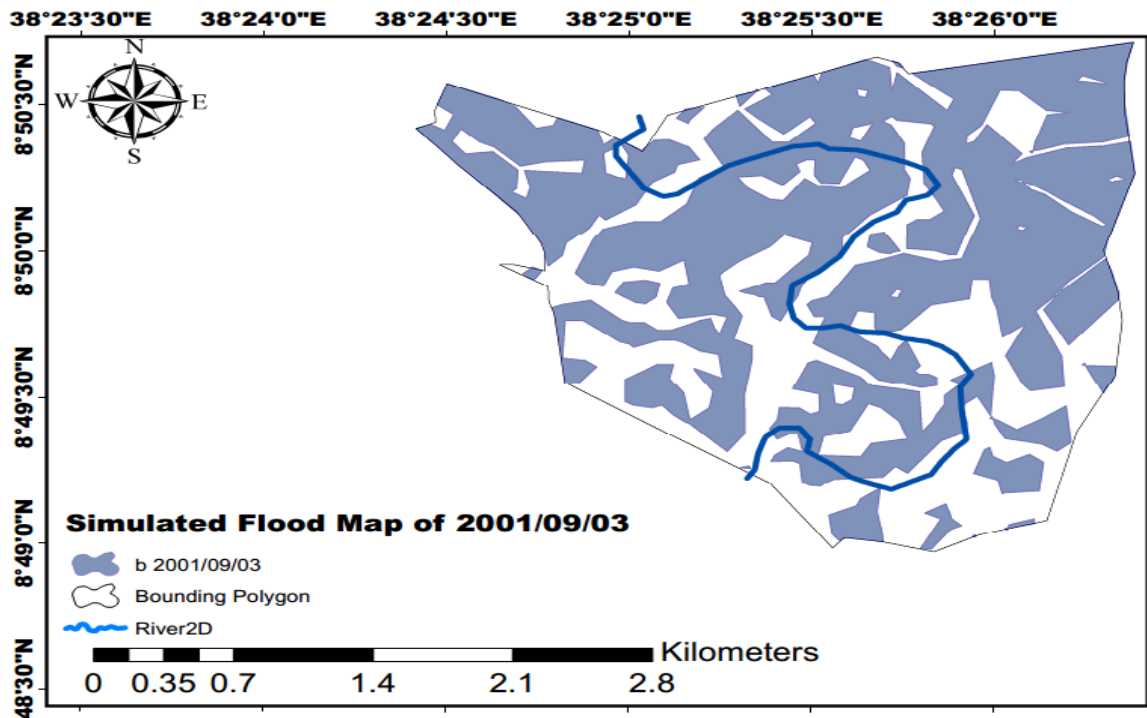 38°23'30"E 38°24'0"E 38°24'30"E 38°25'0"E 38°25'30"E 38°26'0"E
N
W E
S
8°50'30"N
8°50'0"N
8°49'30"N
8°49'0"N
48'30"N
Simulated Flood Map of 2001/09/03
b 2001/09/03
Bounding Polygon
River2D
Kilometers
0 0.35 0.7 1.4 2.1 2.8